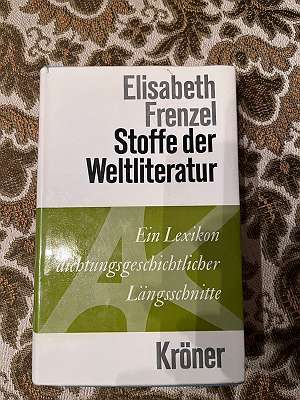 Elisabeth
Frenzel
Stoffe der
Weltliteratur
Ein Lexikon
dichtungsgeschichtlicher
Längsschnitte
Kröner